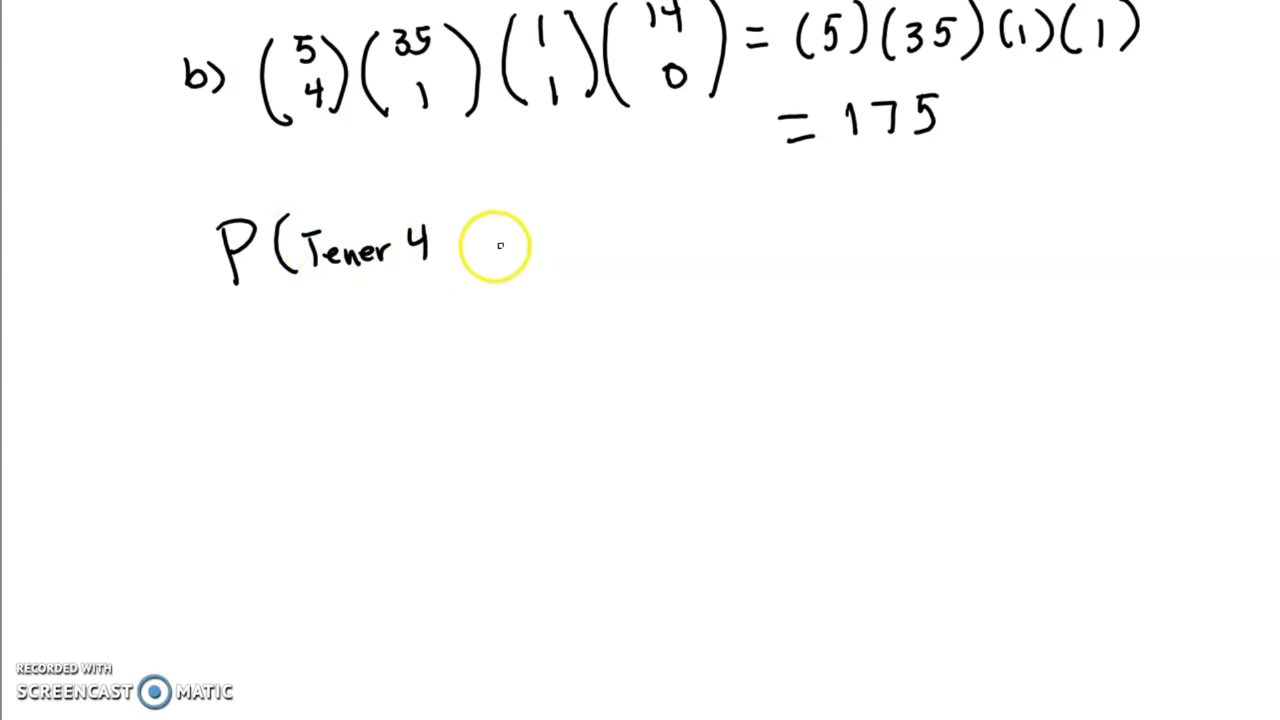 b) (5 4)(35 1)(1 1)(14 0) = (5)(35)(1)(1)
= 175
P(Tener 4
RECORDED WITH
SCREENCAST MATIC